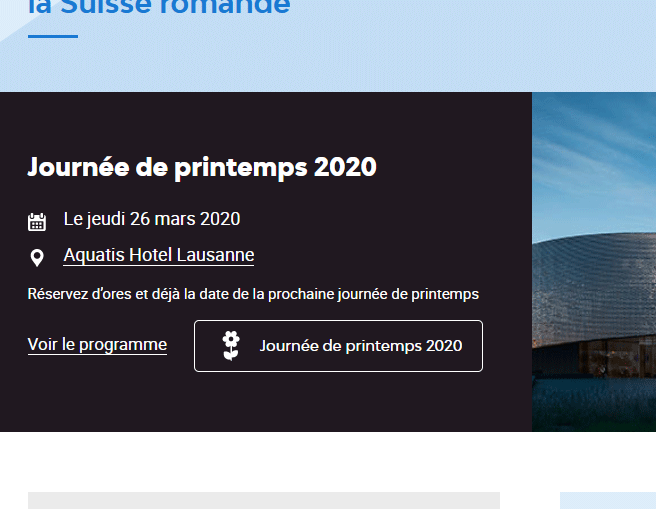 la Suisse romande
Journée de printemps 2020
Le jeudi 26 mars 2020
Aquatis Hotel Lausanne
Réservez d'ores et déjà la date de la prochaine journée de printemps
Voir le programme
Journée de printemps 2020